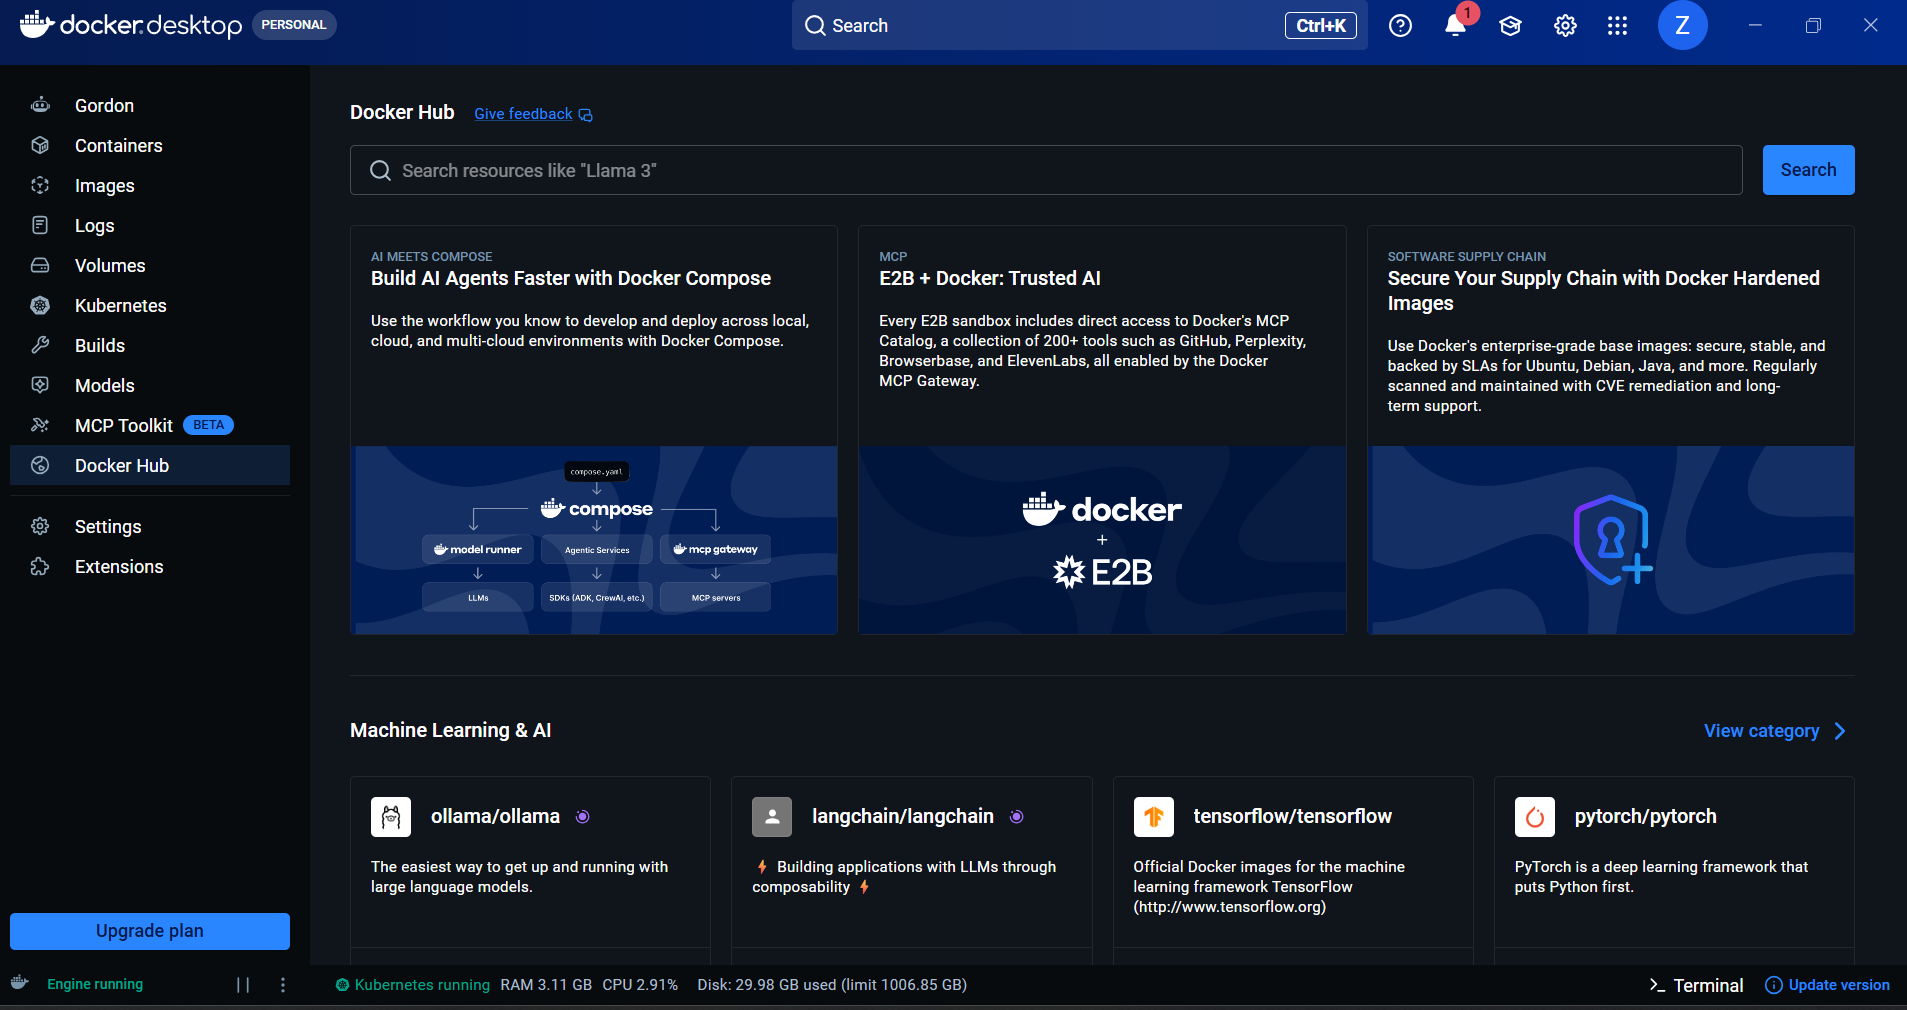 docker.desktop PERSONAL
Search
Ctrl+K
1
Z
Gordon
Containers
Images
Logs
Volumes
Kubernetes
Builds
Models
MCP Toolkit BETA
Docker Hub
Settings
Extensions
Upgrade plan
Docker Hub Give feedback
Search resources like "Llama 3"
Search
AI MEETS COMPOSE
Build AI Agents Faster with Docker Compose
Use the workflow you know to develop and deploy across local,
cloud, and multi-cloud environments with Docker Compose.
compose.yaml
compose
model runner
Agentic Services
mcp gateway
LLMs
SDKs (ADK, CrewAI, etc.)
MCP servers
MCP
E2B + Docker: Trusted AI
Every E2B sandbox includes direct access to Docker's MCP
Catalog, a collection of 200+ tools such as GitHub, Perplexity,
Browserbase, and ElevenLabs, all enabled by the Docker
MCP Gateway.
docker
+
E2B
SOFTWARE SUPPLY CHAIN
Secure Your Supply Chain with Docker Hardened
Images
Use Docker's enterprise-grade base images: secure, stable, and
backed by SLAs for Ubuntu, Debian, Java, and more. Regularly
scanned and maintained with CVE remediation and long-
term support.
Machine Learning & AI
View category
ollama/ollama
The easiest way to get up and running with
large language models.
langchain/langchain
⚡ Building applications with LLMs through
composability ⚡
tensorflow/tensorflow
Official Docker images for the machine
learning framework TensorFlow
(http://www.tensorflow.org)
pytorch/pytorch
PyTorch is a deep learning framework that
puts Python first.
Engine running
Kubernetes running RAM 3.11 GB CPU 2.91% Disk: 29.98 GB used (limit 1006.85 GB)
>_ Terminal
Update version